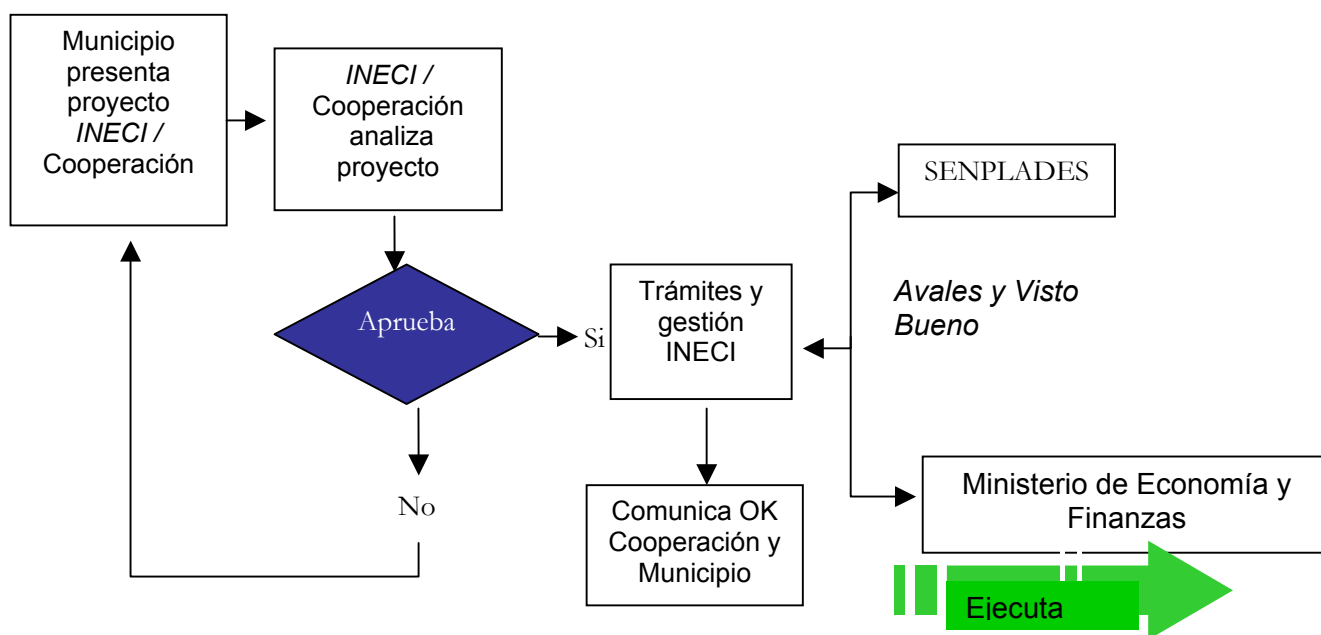 Municipio
presenta
proyecto
INECI /
Cooperación
INECI /
Cooperación
analiza
proyecto
SENPLADES
Aprueba
Si
Trámites y
gestión
INECI
Avales y Visto
Bueno
No
Comunica OK
Cooperación y
Municipio
Ministerio de Economía y
Finanzas
Ejecuta